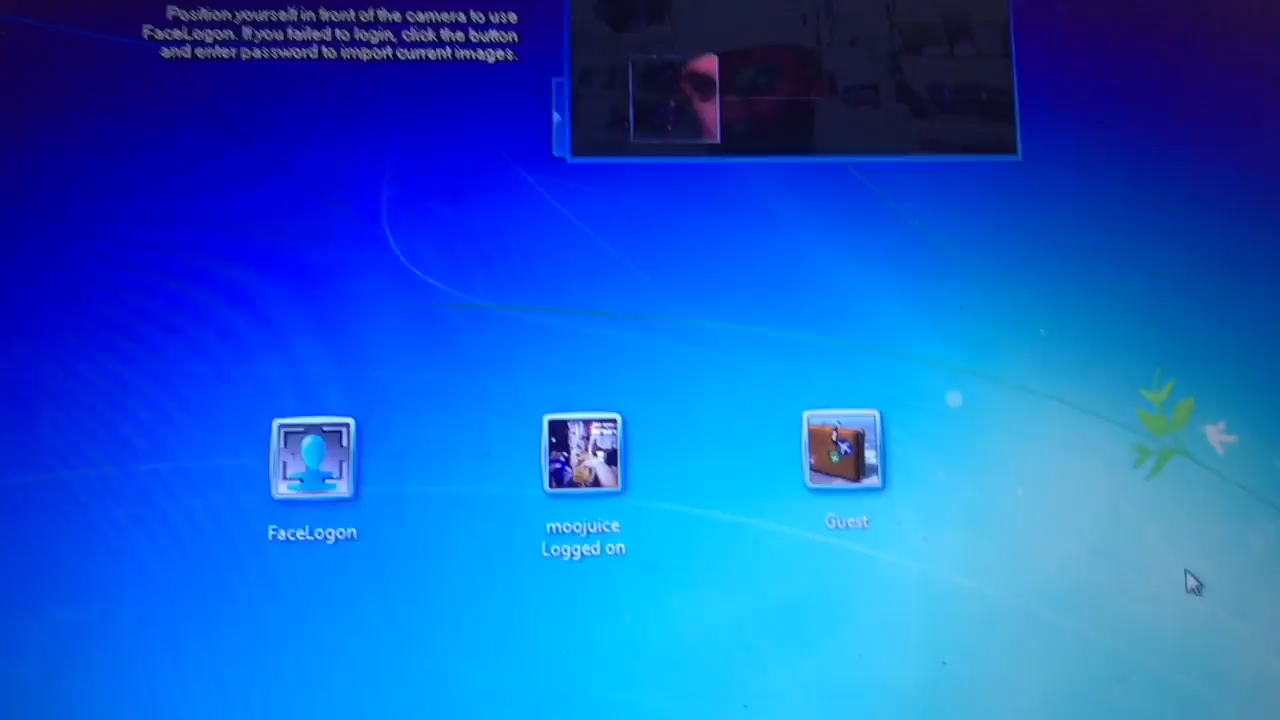 Position yourself in front of the camera to use
FaceLogon. If you failed to login, click the button
and enter password to import current images.
FaceLogon
moojuice
Logged on
Guest